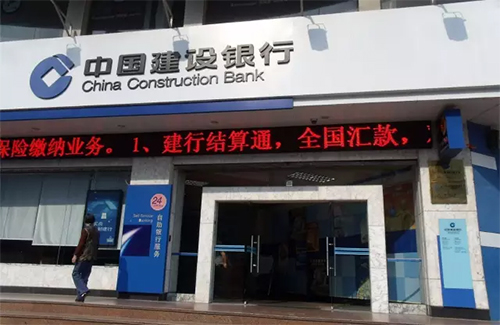 中国建设银行
China Construction Bank
保险缴纳业务。1、建行结算通，全国汇款，
24
自助银行服务